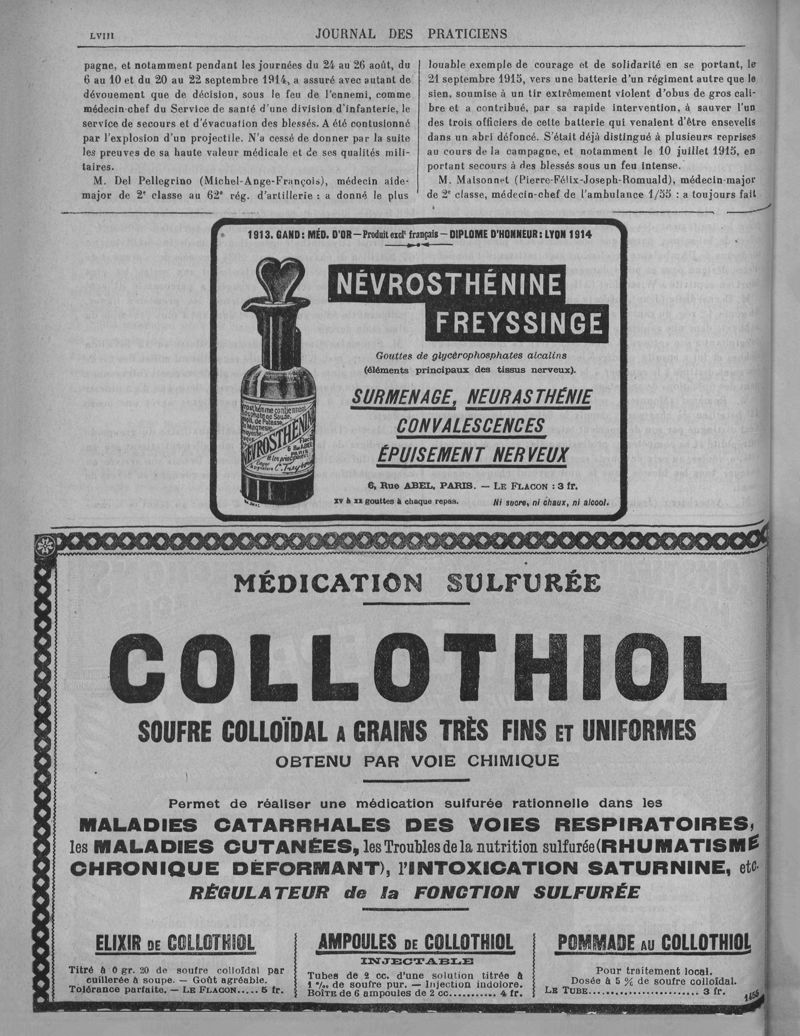 LVIII
JOURNAL DES PRATICIENS
pagne, et notamment pendant les journées du 24 au 26 août, du
6 au 10 et du 20 au 22 septembre 1914, a assuré avec autant de
dévouement que de décision, sous le feu de l'ennemi, comme
médecin-chef du Service de santé d'une division d'infanterie, le
service de secours et d'évacuation des blessés. A été contusionné
par l'explosion d'un projectile. N'a cessé de donner par la suite
les preuves de sa haute valeur médicale et de ses qualités mili-
taires.
M. Del Pellegrino (Michel-Ange-François), médecin aide-
major de 2e classe au 62e rég. d'artillerie : a donné le plus
louable exemple de courage et de solidarité en se portant, le
21 septembre 1915, vers une batterie d'un régiment autre que le
sien, soumise à un tir extrêmement violent d'obus de gros cali-
bre et a contribué, par sa rapide intervention, à sauver l'un
des trois officiers de cette batterie qui venaient d'être ensevelis
dans un abri défoncé. S'était déjà distingué à plusieurs reprises
au cours de la campagne, et notamment le 10 juillet 1915, en
portant secours à des blessés sous un feu intense.
M. Maisonnet (Pierre-Félix-Joseph-Romuald), médecin-major
de 2e classe, médecin-chef de l'ambulance 1/55 : a toujours fait
1913. GAND : MÉD. D'OR — Produit excl' français — DIPLOME D'HONNEUR : LYON 1914
NÉVROSTHÉNINE
FREYSSINGE
Gouttes de glycérophosphates alcalins
(éléments principaux des tissus nerveux).
SURMENAGE, NEURASTHÉNIE
CONVALESCENCES
ÉPUISEMENT NERVEUX
6, RUE ABEL, PARIS. — LE FLACON : 3 fr.
XV à XX gouttes à chaque repas.
Ni sucre, ni chaux, ni alcool.
NÉVROSTHÉNINE
MÉDICATION SULFURÉE
COLLOTHIOL
SOUFRE COLLOÏDAL A GRAINS TRÈS FINS ET UNIFORMES
OBTENU PAR VOIE CHIMIQUE
Permet de réaliser une médication sulfurée rationnelle dans les
MALADIES CATARRHALES DES VOIES RESPIRATOIRES,
les MALADIES CUTANÉES, les Troubles de la nutrition sulfurée (RHUMATISME
CHRONIQUE DÉFORMANT), l'INTOXICATION SATURNINE, etc.
RÉGULATEUR de la FONCTION SULFURÉE
ELIXIR DE COLLOTHIOL
Titré à 0 gr. 20 de soufre colloïdal par
cuillerée à soupe. — Goût agréable.
Tolérance parfaite. — LE FLACON..... 5 fr.
AMPOULES DE COLLOTHIOL
INJECTABLE
Tubes de 2 cc. d'une solution titrée à
1 ‰ de soufre pur. — Injection indolore.
BOÎTE de 6 ampoules de 2 cc........... 4 fr.
POMMADE AU COLLOTHIOL
Pour traitement local.
Dosée à 5 % de soufre colloïdal.
LE TUBE........................ 3 fr.